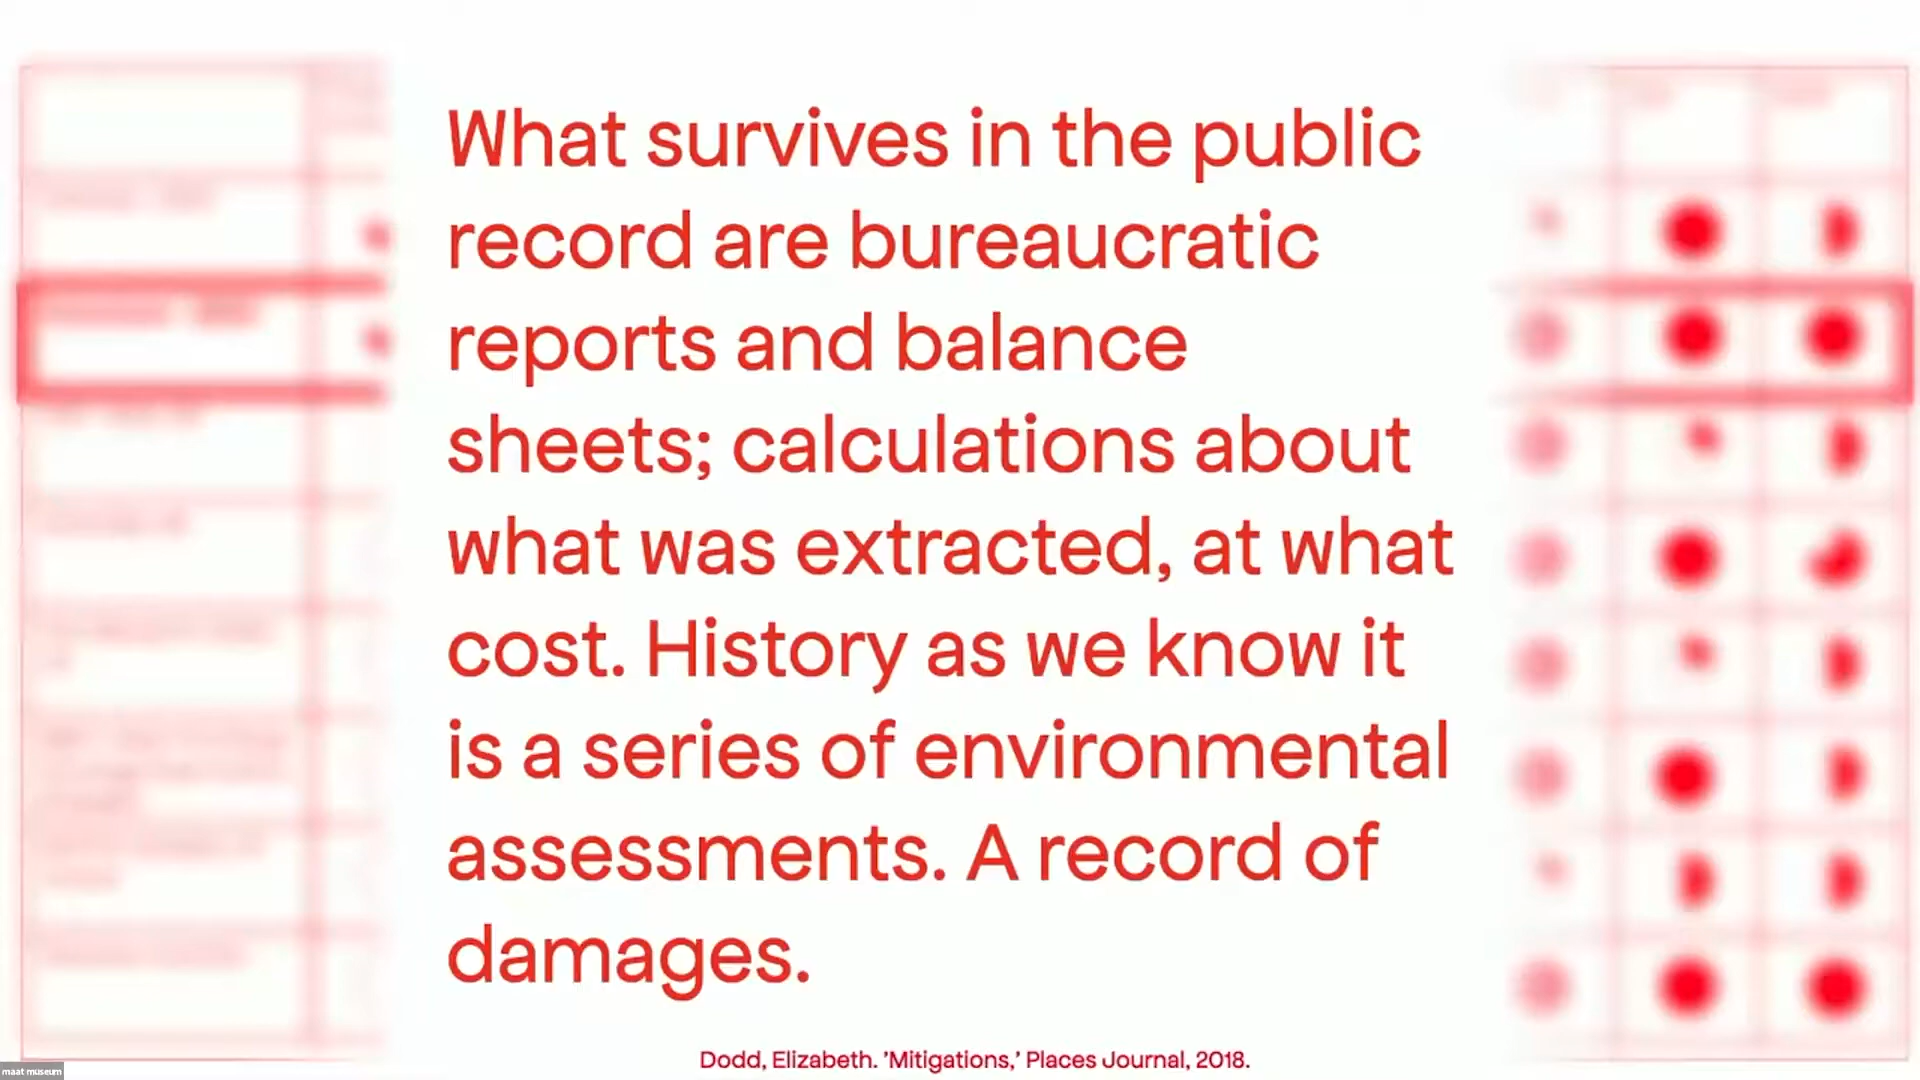 What survives in the public
record are bureaucratic
reports and balance
sheets; calculations about
what was extracted, at what
cost. History as we know it
is a series of environmental
assessments. A record of
damages.
Dodd, Elizabeth. ’Mitigations,’ Places Journal, 2018.
maat museum